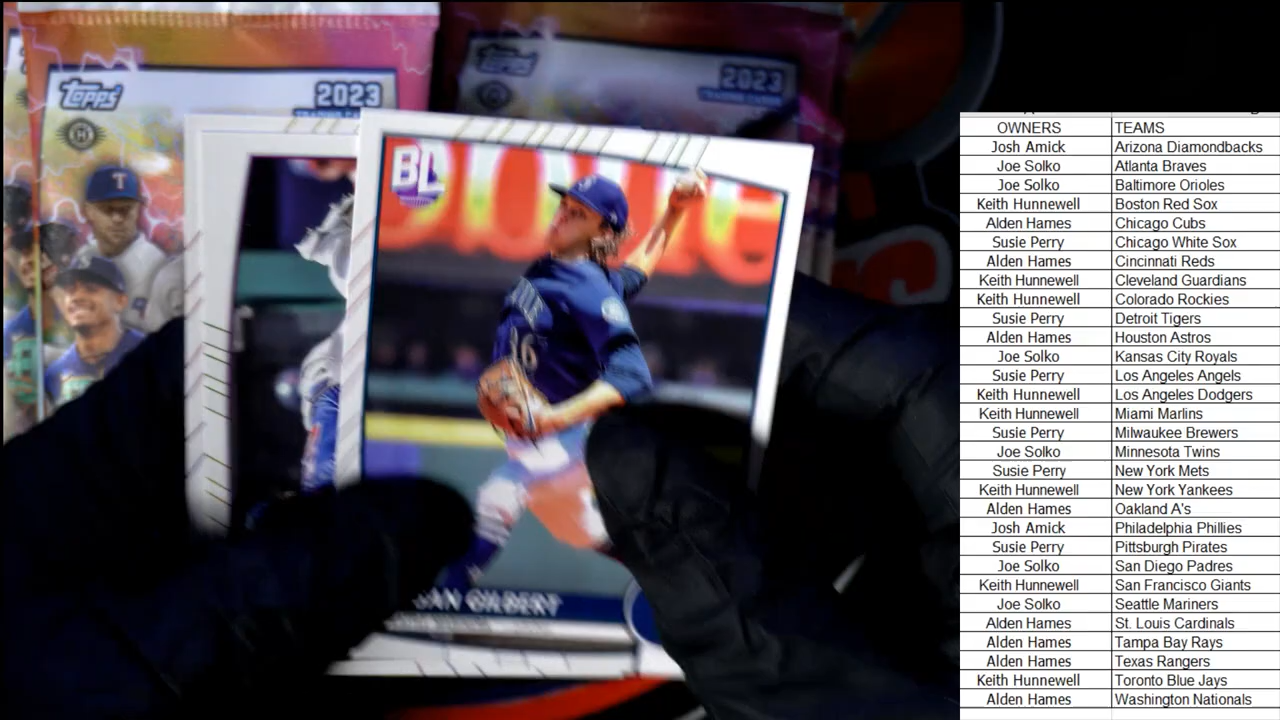 Topps
2023
TRADING CARDS
H
T
Topps
2023
TRADING CARDS
BL
GILBERT
OWNERS TEAMS
Josh Amick Arizona Diamondbacks
Joe Solko Atlanta Braves
Joe Solko Baltimore Orioles
Keith Hunnewell Boston Red Sox
Alden Hames Chicago Cubs
Susie Perry Chicago White Sox
Alden Hames Cincinnati Reds
Keith Hunnewell Cleveland Guardians
Keith Hunnewell Colorado Rockies
Susie Perry Detroit Tigers
Alden Hames Houston Astros
Joe Solko Kansas City Royals
Susie Perry Los Angeles Angels
Keith Hunnewell Los Angeles Dodgers
Keith Hunnewell Miami Marlins
Susie Perry Milwaukee Brewers
Joe Solko Minnesota Twins
Susie Perry New York Mets
Keith Hunnewell New York Yankees
Alden Hames Oakland A's
Josh Amick Philadelphia Phillies
Susie Perry Pittsburgh Pirates
Joe Solko San Diego Padres
Keith Hunnewell San Francisco Giants
Joe Solko Seattle Mariners
Alden Hames St. Louis Cardinals
Alden Hames Tampa Bay Rays
Alden Hames Texas Rangers
Keith Hunnewell Toronto Blue Jays
Alden Hames Washington Nationals